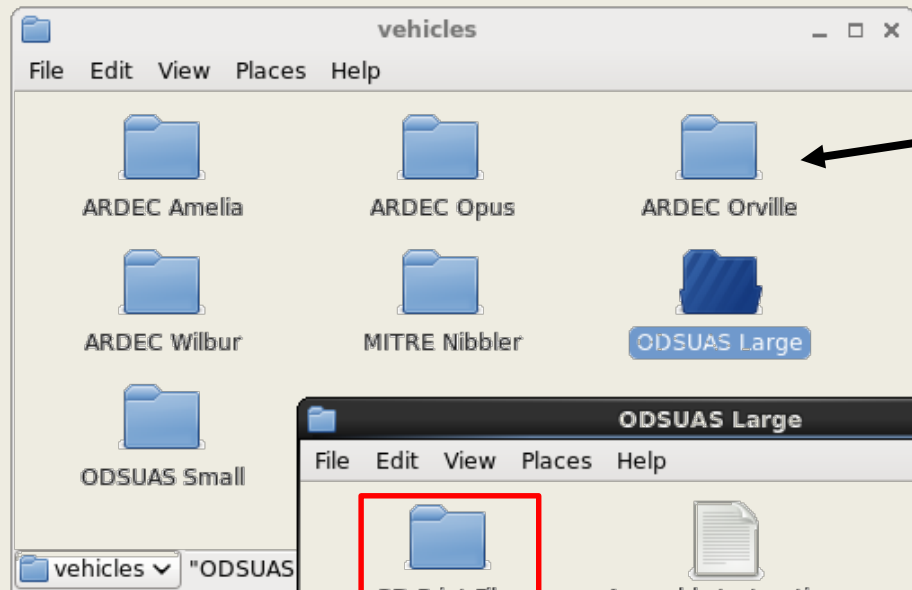 vehicles
File Edit View Places Help
ARDEC Amelia ARDEC Opus ARDEC Orville
ARDEC Wilbur MITRE Nibbler ODSUAS Large
ODSUAS Small
ODSUAS Large
File Edit View Places Help
vehicles "ODSUAS